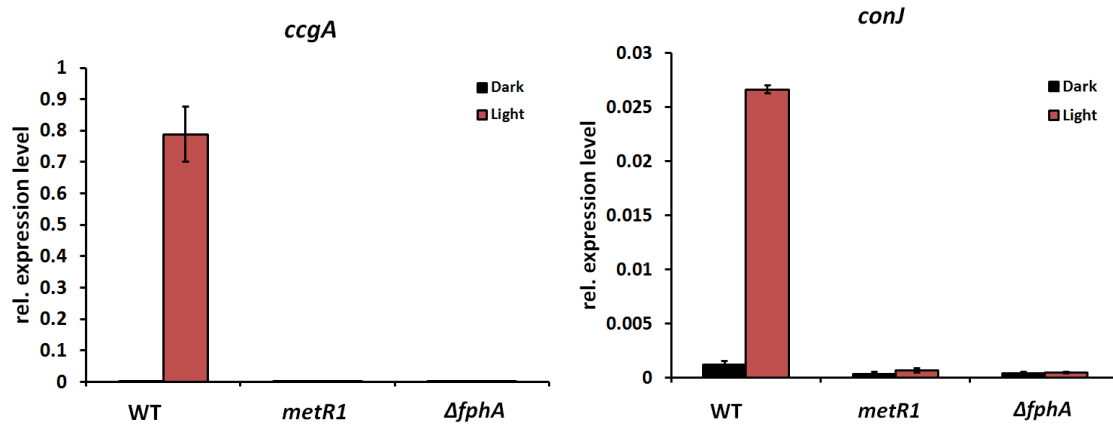 ccgA
rel. expression level
1
0.9
0.8
0.7
0.6
0.5
0.4
0.3
0.2
0.1
0
Dark
Light
WT
metR1
ΔfphA
conJ
rel. expression level
0.03
0.025
0.02
0.015
0.01
0.005
0
Dark
Light
WT
metR1
ΔfphA